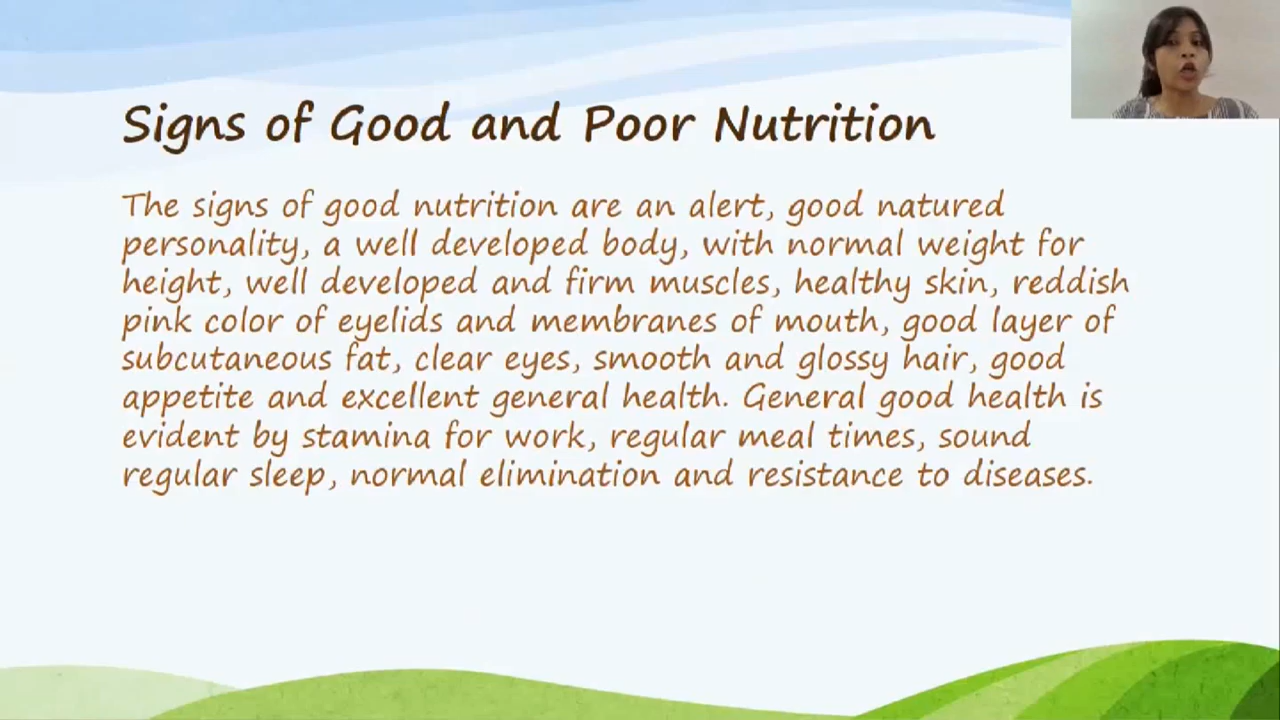 Signs of Good and Poor Nutrition
The signs of good nutrition are an alert, good natured
personality, a well developed body, with normal weight for
height, well developed and firm muscles, healthy skin, reddish
pink color of eyelids and membranes of mouth, good layer of
subcutaneous fat, clear eyes, smooth and glossy hair, good
appetite and excellent general health. General good health is
evident by stamina for work, regular meal times, sound
regular sleep, normal elimination and resistance to diseases.